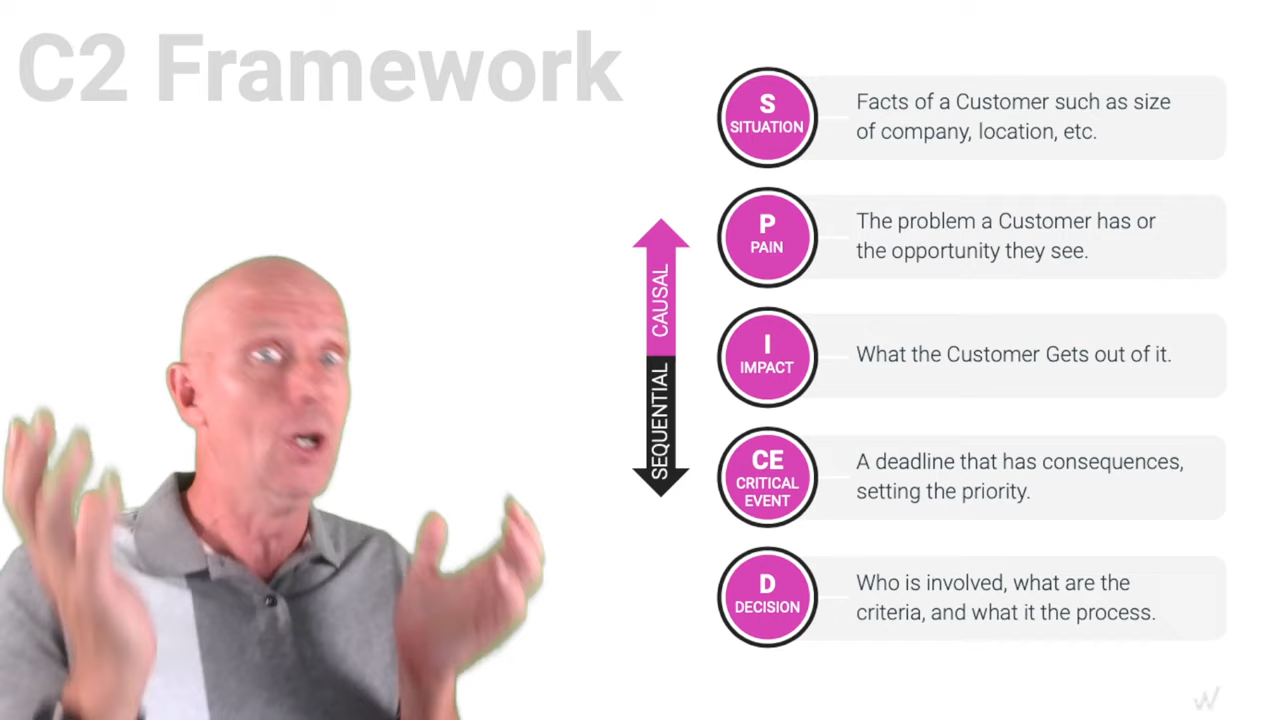 C2 Framework
S
SITUATION
Facts of a Customer such as size
of company, location, etc.
P
PAIN
The problem a Customer has or
the opportunity they see.
CAUSAL
I
IMPACT
What the Customer Gets out of it.
SEQUENTIAL
CE
CRITICAL
EVENT
A deadline that has consequences,
setting the priority.
D
DECISION
Who is involved, what are the
criteria, and what it the process.
W